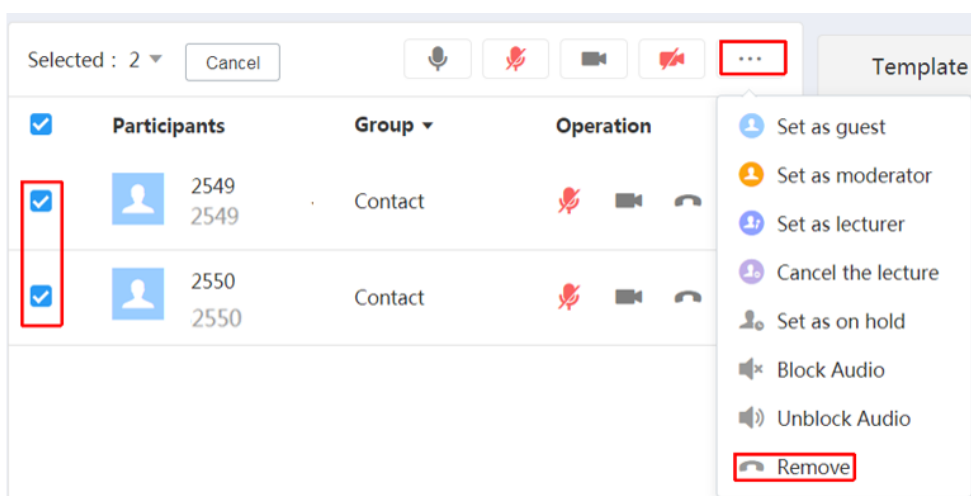 Selected : 2
Cancel
...
Template
Participants Group Operation
2549
2549
Contact
2550
2550
Contact
Set as guest
Set as moderator
Set as lecturer
Cancel the lecture
Set as on hold
Block Audio
Unblock Audio
Remove